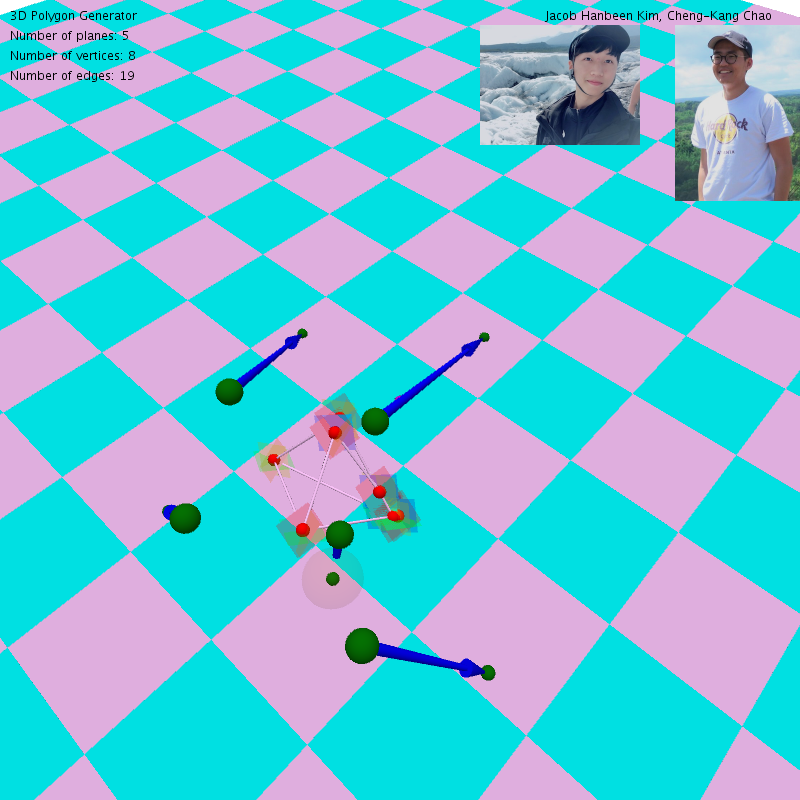 3D Polygon Generator
Jacob Hanbeen Kim, Cheng-Kang Chao
Number of planes: 5
Number of vertices: 8
Number of edges: 19